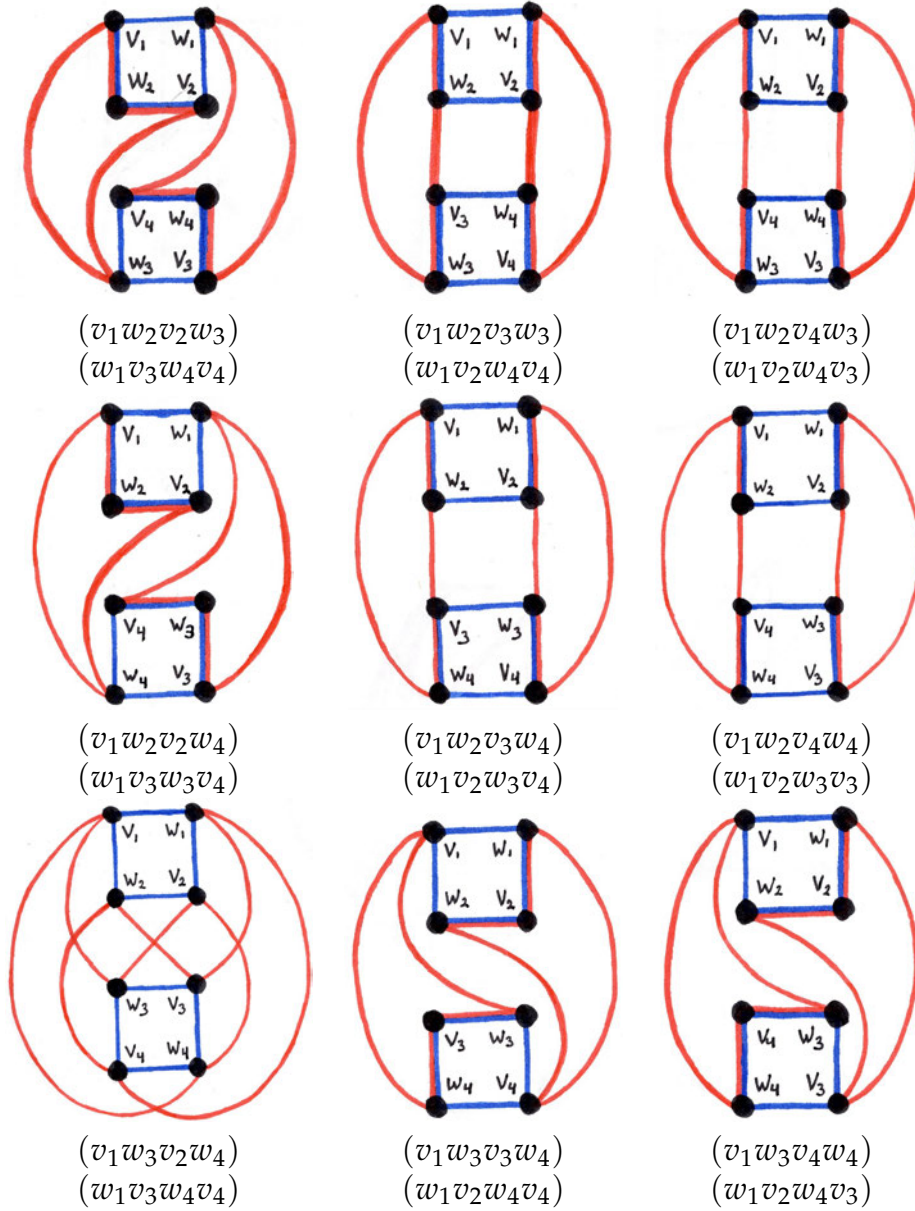 V₁ W₁
W₂ V₂
V₄ W₄
W₃ V₃
(v₁w₂v₂w₃)
(w₁v₃w₄v₄)
V₁ W₁
W₂ V₂
V₃ W₄
W₃ V₄
(v₁w₂v₃w₃)
(w₁v₂w₄v₄)
V₁ W₁
W₂ V₂
V₄ W₄
W₃ V₃
(v₁w₂v₄w₃)
(w₁v₂w₄v₃)
V₁ W₁
W₂ V₂
V₄ W₃
W₄ V₃
(v₁w₂v₂w₄)
(w₁v₃w₃v₄)
V₁ W₁
W₂ V₂
V₃ W₃
W₄ V₄
(v₁w₂v₃w₄)
(w₁v₂w₃v₄)
V₁ W₁
W₂ V₂
V₄ W₃
W₄ V₃
(v₁w₂v₄w₄)
(w₁v₂w₃v₃)
V₁ W₁
W₂ V₂
W₃ V₃
V₄ W₄
(v₁w₃v₂w₄)
(w₁v₃w₄v₄)
V₁ W₁
W₂ V₂
V₃ W₃
W₄ V₄
(v₁w₃v₃w₄)
(w₁v₂w₄v₄)
V₁ W₁
W₂ V₂
V₄ W₃
W₄ V₃
(v₁w₃v₄w₄)
(w₁v₂w₄v₃)